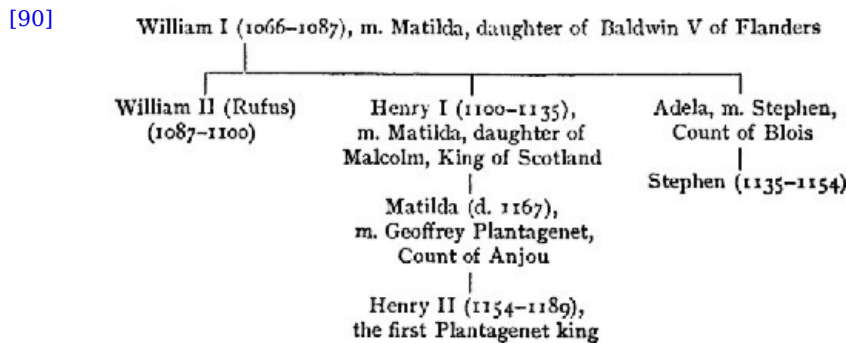 [90]
William I (1066–1087), m. Matilda, daughter of Baldwin V of Flanders
William II (Rufus)
(1087–1100)
Henry I (1100–1135),
m. Matilda, daughter of
Malcolm, King of Scotland
Matilda (d. 1167),
m. Geoffrey Plantagenet,
Count of Anjou
Henry II (1154–1189),
the first Plantagenet king
Adela, m. Stephen,
Count of Blois
Stephen (1135–1154)